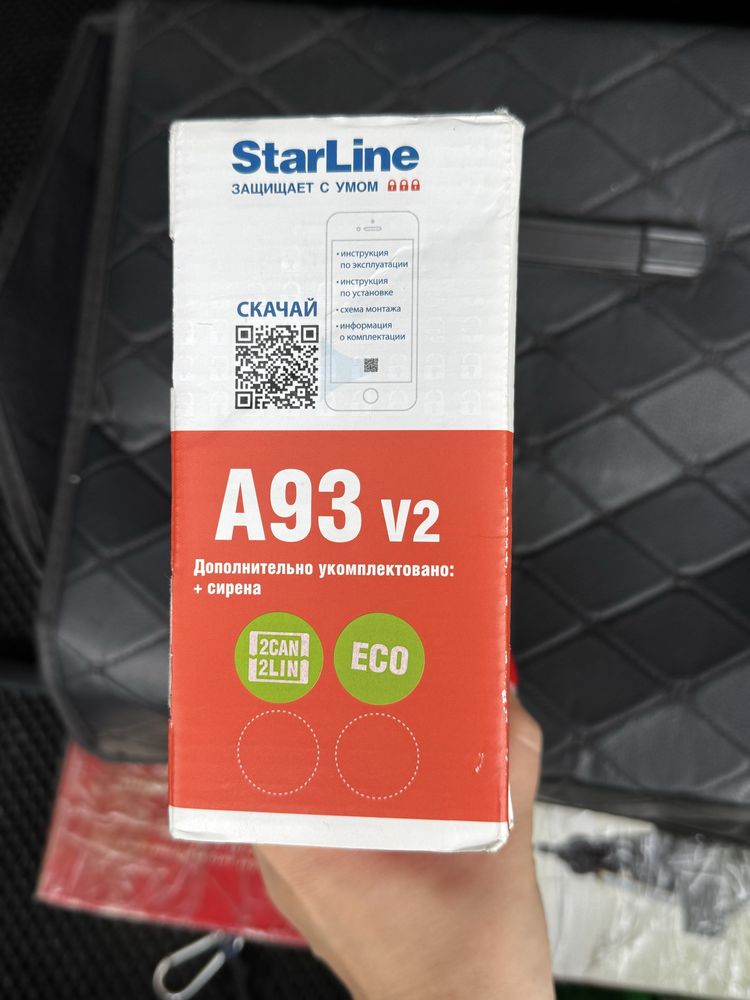 StarLine
ЗАЩИЩАЕТ С УМОМ
• инструкция
по эксплуатации
• инструкция
по установке
• схема монтажа
• информация
о комплектации
СКАЧАЙ
A93 V2
Дополнительно укомплектовано:
+ сирена
2CAN
2LIN
ECO